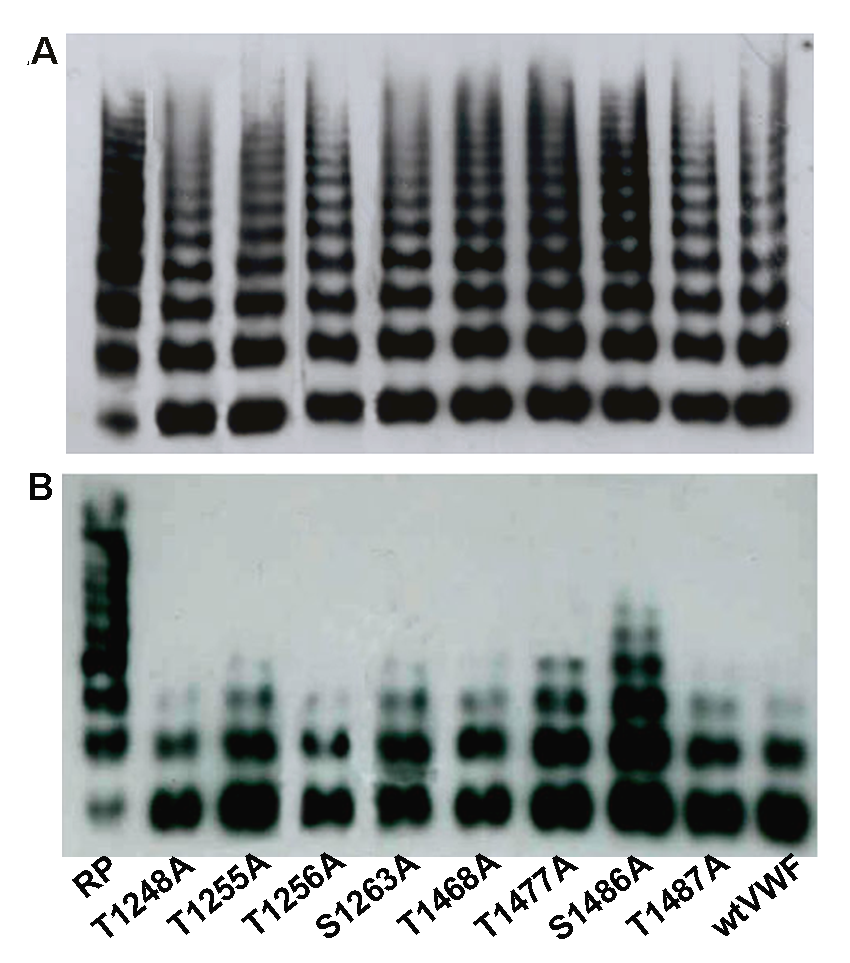 A
B
RP
T1248A
T1255A
T1256A
S1263A
T1468A
T1477A
S1486A
T1487A
wtVWF